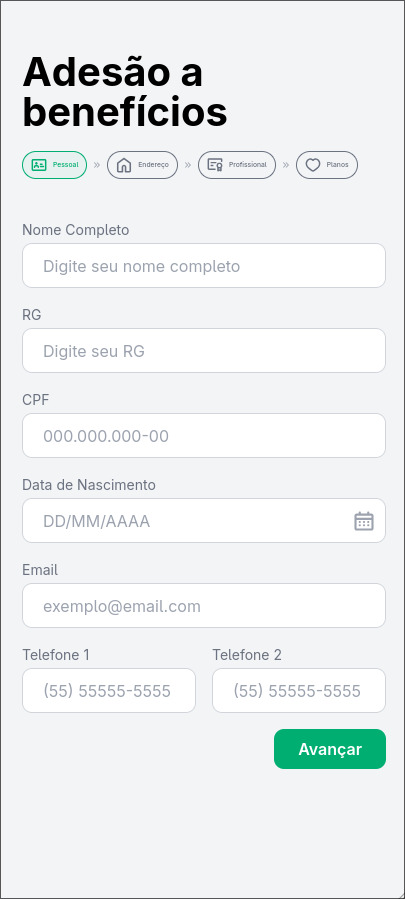 Adesão a
benefícios
Pessoal » Endereço » Profissional » Planos
Nome Completo
Digite seu nome completo
RG
Digite seu RG
CPF
000.000.000-00
Data de Nascimento
DD/MM/AAAA
Email
exemplo@email.com
Telefone 1 Telefone 2
(55) 55555-5555 (55) 55555-5555
Avançar